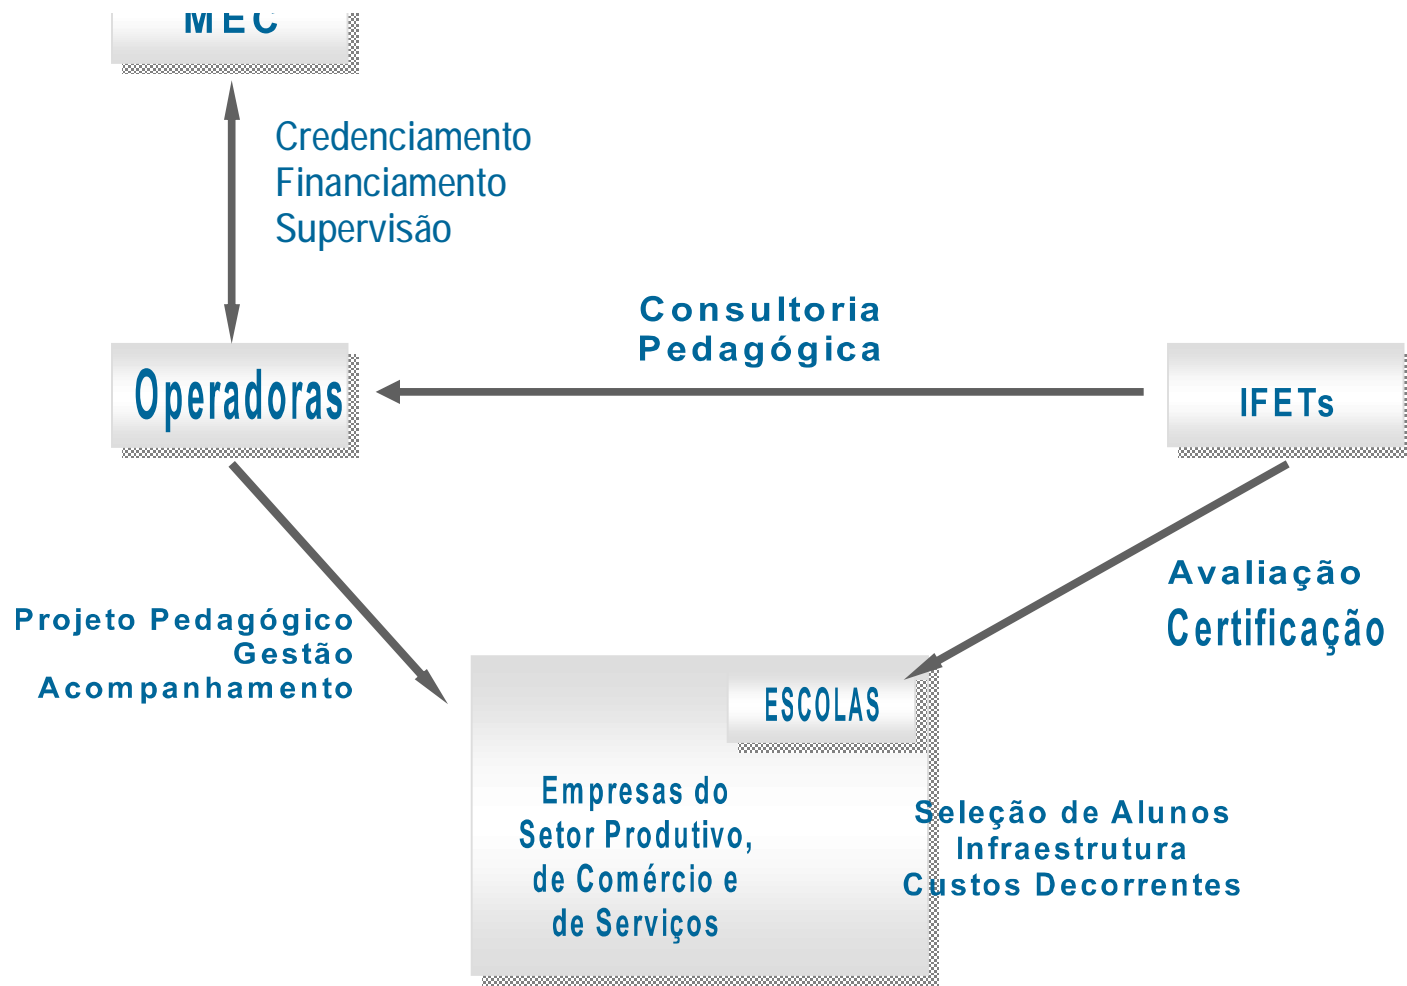 MEC
Credenciamento
Financiamento
Supervisão
Consultoria
Pedagógica
Operadoras
IFETs
Avaliação
Certificação
Projeto Pedagógico
Gestão
Acompanhamento
ESCOLAS
Empresas do
Setor Produtivo,
de Comércio e
de Serviços
Seleção de Alunos
Infraestrutura
Custos Decorrentes